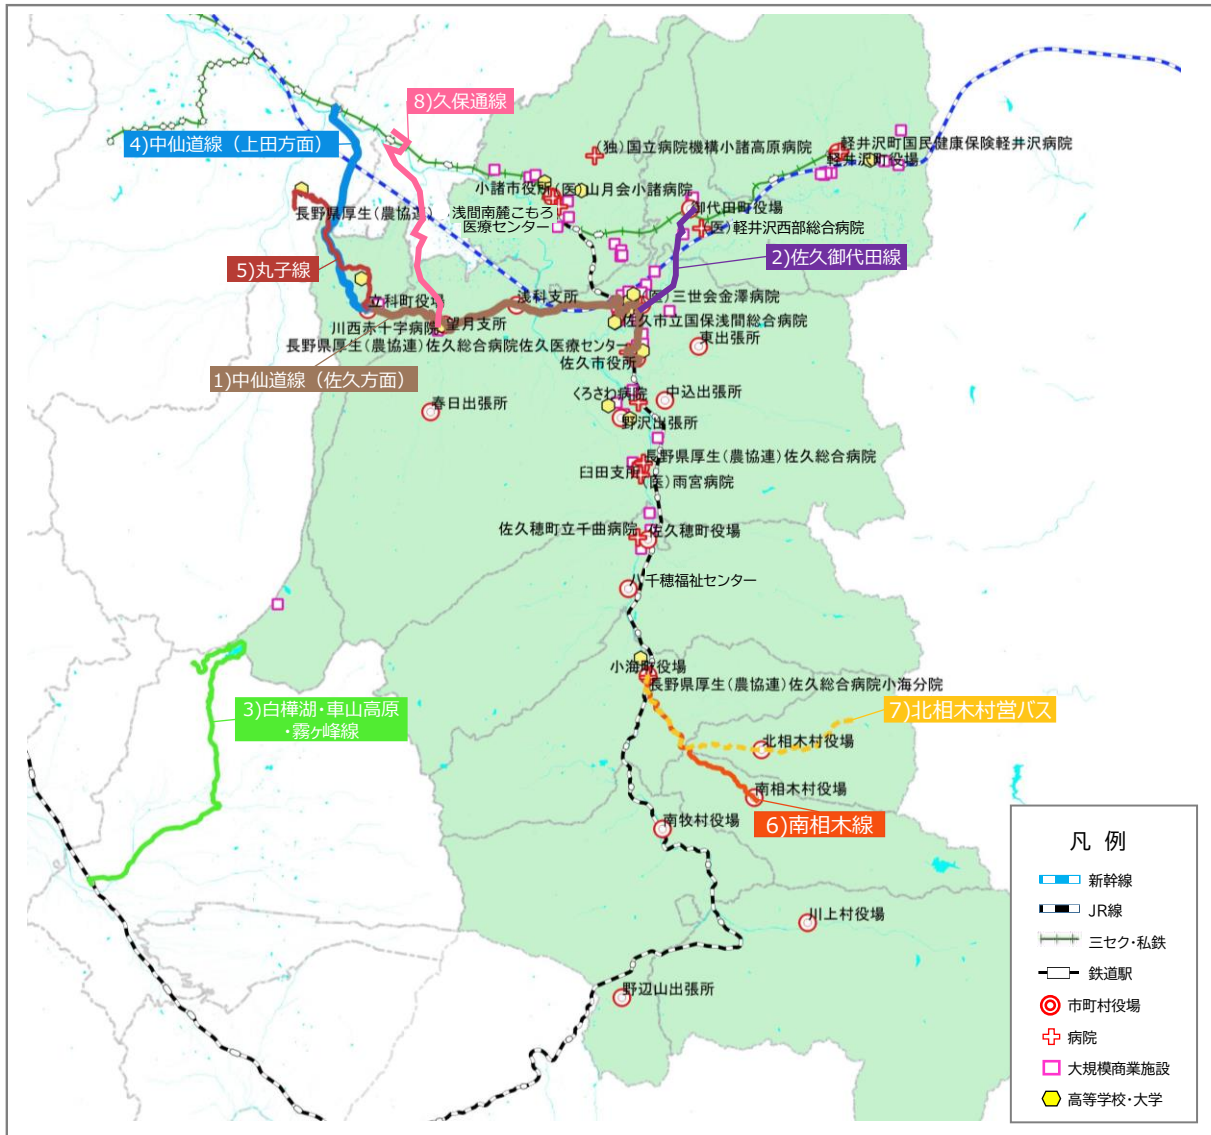 8)久保通線
4)中仙道線（上田方面）
(独)国立病院機構小諸高原病院
軽井沢町国民健康保険軽井沢病院
軽井沢町役場
小諸市役所
(医)山月会小諸病院
長野県厚生(農協連)
浅間南麓こもろ
医療センター
御代田町役場
(医)軽井沢西部総合病院
2)佐久御代田線
5)丸子線
立科町役場
浅科支所
(医)三世会金澤病院
川西赤十字病院
望月支所
佐久市立国保浅間総合病院
長野県厚生(農協連)佐久総合病院佐久医療センター
東出張所
佐久市役所
1)中仙道線（佐久方面）
くろさわ病院
中込出張所
春日出張所
野沢出張所
長野県厚生(農協連)佐久総合病院
臼田支所
(医)雨宮病院
佐久穂町立千曲病院
佐久穂町役場
八千穂福祉センター
小海町役場
長野県厚生(農協連)佐久総合病院小海分院
3)白樺湖・車山高原
・霧ヶ峰線
7)北相木村営バス
北相木村役場
南相木村役場
6)南相木線
南牧村役場
川上村役場
野辺山出張所
凡 例
新幹線
JR線
三セク・私鉄
鉄道駅
市町村役場
病院
大規模商業施設
高等学校・大学